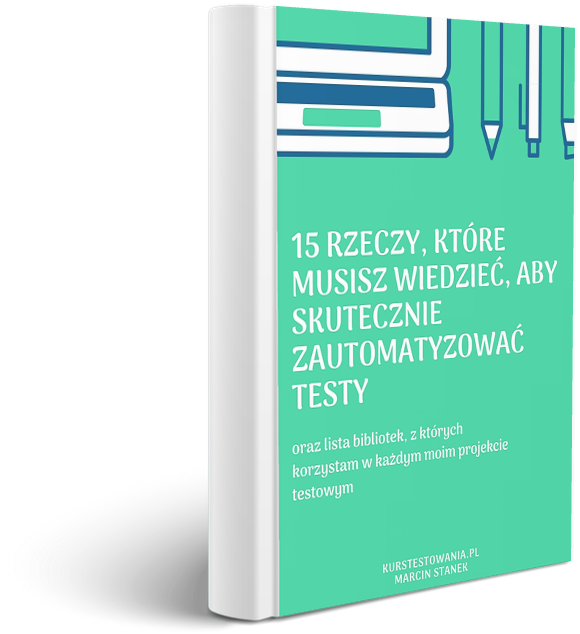 15 RZECZY, KTÓRE
MUSISZ WIEDZIEĆ, ABY
SKUTECZNIE
ZAUTOMATYZOWAĆ
TESTY
oraz lista bibliotek, z których
korzystam w każdym moim projekcie
testowym
KURSTESTOWANIA.PL
MARCIN STANEK